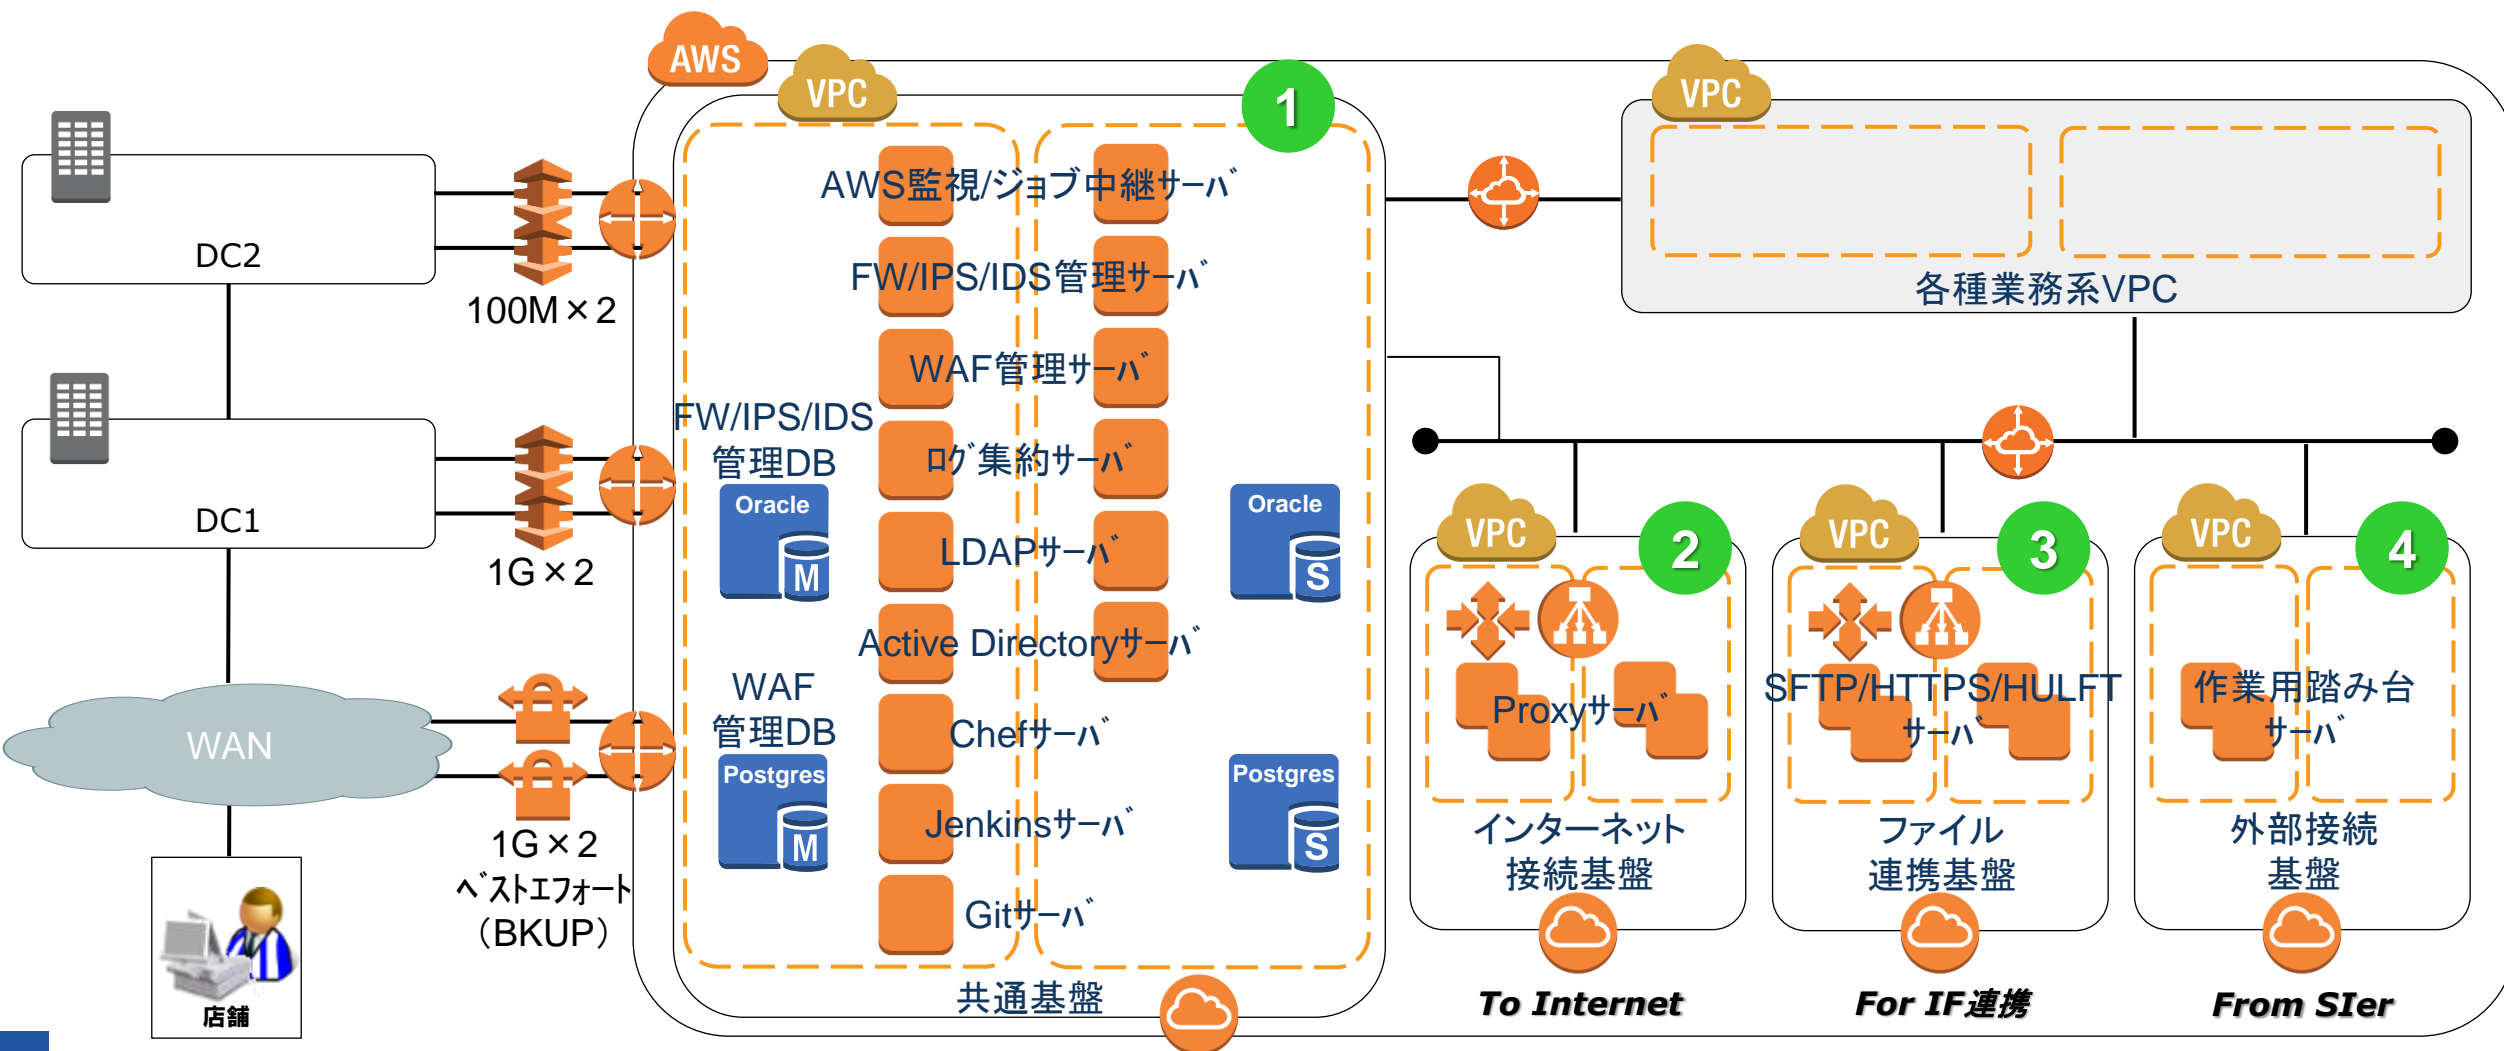 AWS
VPC
1
VPC
DC2
100M×2
AWS監視/ジョブ中継ｻｰﾊﾞ
FW/IPS/IDS管理ｻｰﾊﾞ
WAF管理ｻｰﾊﾞ
各種業務系VPC
DC1
1G×2
FW/IPS/IDS
管理DB
Oracle
M
ﾛｸﾞ集約ｻｰﾊﾞ
LDAPｻｰﾊﾞ
Active Directoryｻｰﾊﾞ
Oracle
S
WAN
1G×2
ﾍﾞｽﾄｴﾌｫｰﾄ
（BKUP）
WAF
管理DB
Postgres
M
Chefｻｰﾊﾞ
Jenkinsｻｰﾊﾞ
Gitｻｰﾊﾞ
Postgres
S
共通基盤
店舗
VPC
2
Proxyｻｰﾊﾞ
インターネット
接続基盤
To Internet
VPC
3
SFTP/HTTPS/HULFT
ｻｰﾊﾞ
ファイル
連携基盤
For IF連携
VPC
4
作業用踏み台
ｻｰﾊﾞ
外部接続
基盤
From SIer